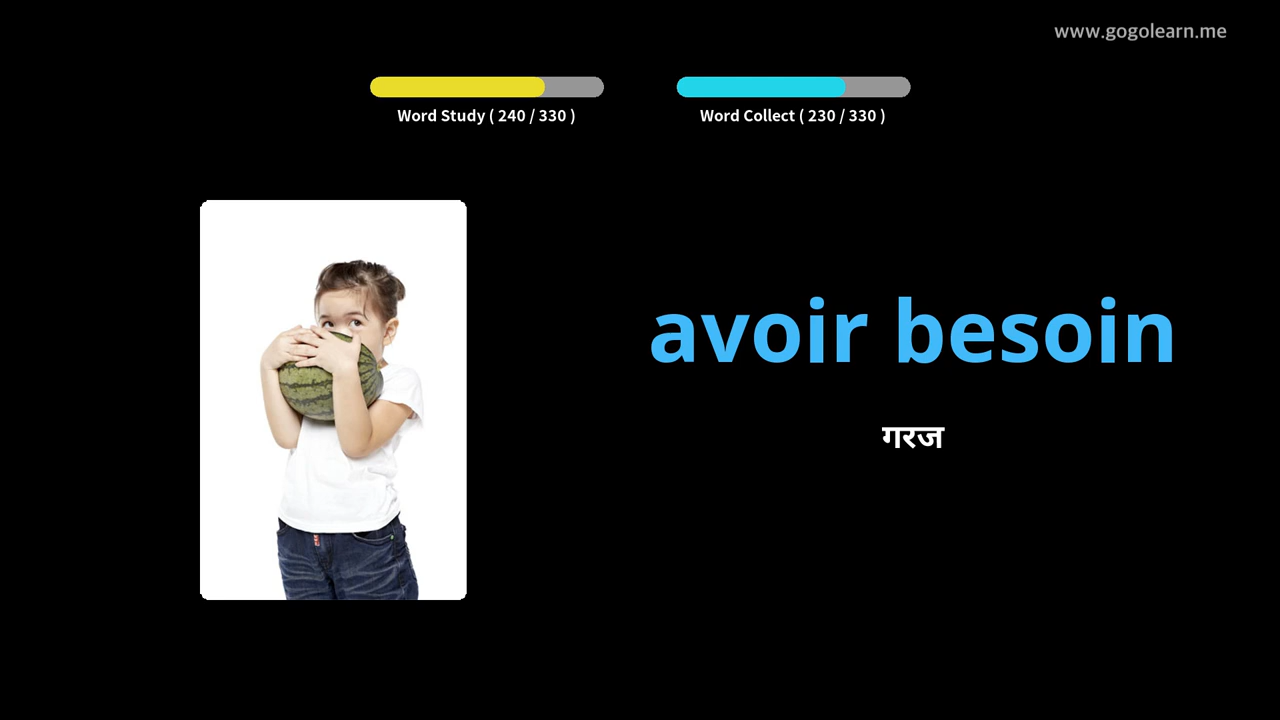 www.gogolearn.me
Word Study ( 240 / 330 )
Word Collect ( 230 / 330 )
avoir besoin
गरज